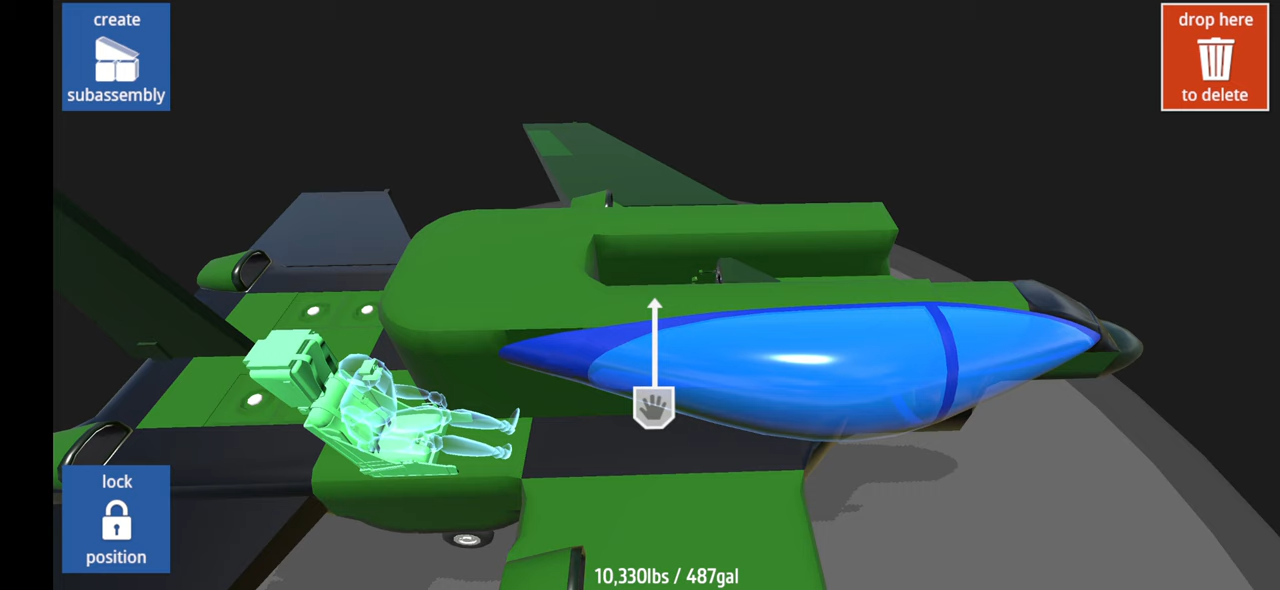 create
subassembly
drop here
to delete
lock
position
10,330lbs / 487gal